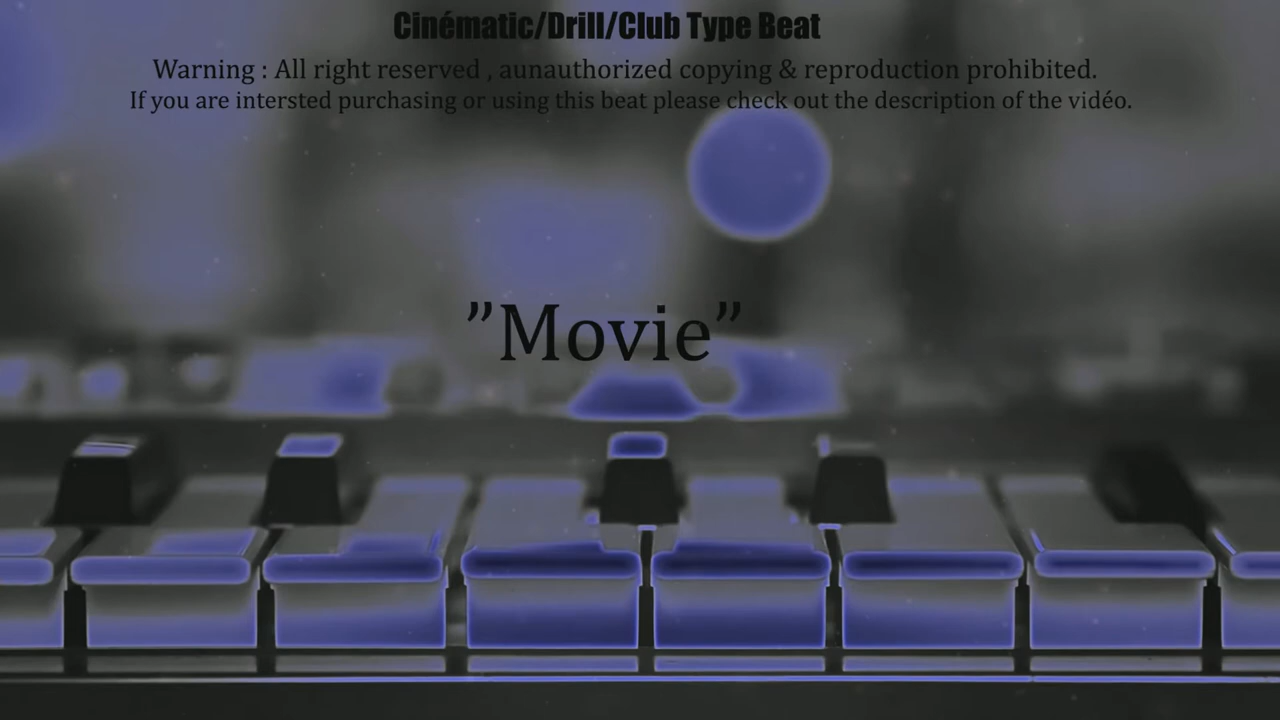 Cinématic/Drill/Club Type Beat
Warning : All right reserved , aunauthorized copying & reproduction prohibited.
If you are intersted purchasing or using this beat please check out the description of the vidéo.
”Movie”